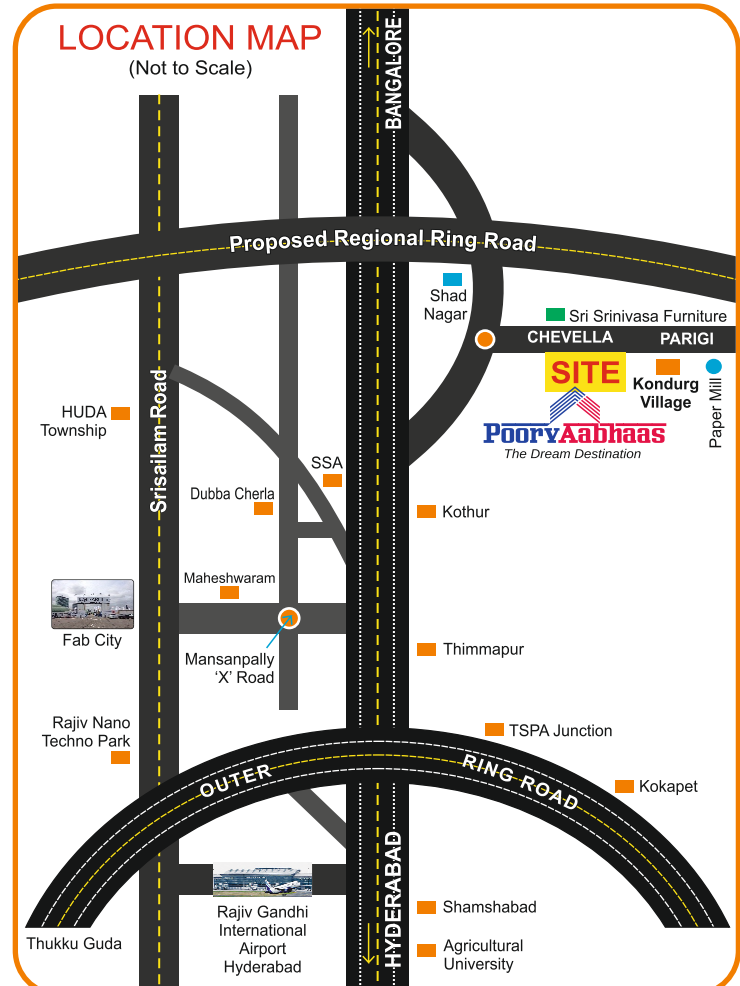 LOCATION MAP
(Not to Scale)
BANGALORE
Proposed Regional Ring Road
Shad
Nagar
Sri Srinivasa Furniture
CHEVELLA
PARIGI
SITE
Kondurg
Village
Paper Mill
PoorvAabhaas
The Dream Destination
HUDA
Township
Srisailam Road
SSA
Dubba Cherla
Kothur
Maheshwaram
Fab City
Mansanpally
‘X’ Road
Thimmapur
Rajiv Nano
Techno Park
TSPA Junction
OUTER
RING ROAD
Kokapet
HYDERABAD
Rajiv Gandhi
International
Airport
Hyderabad
Shamshabad
Agricultural
University
Thukku Guda